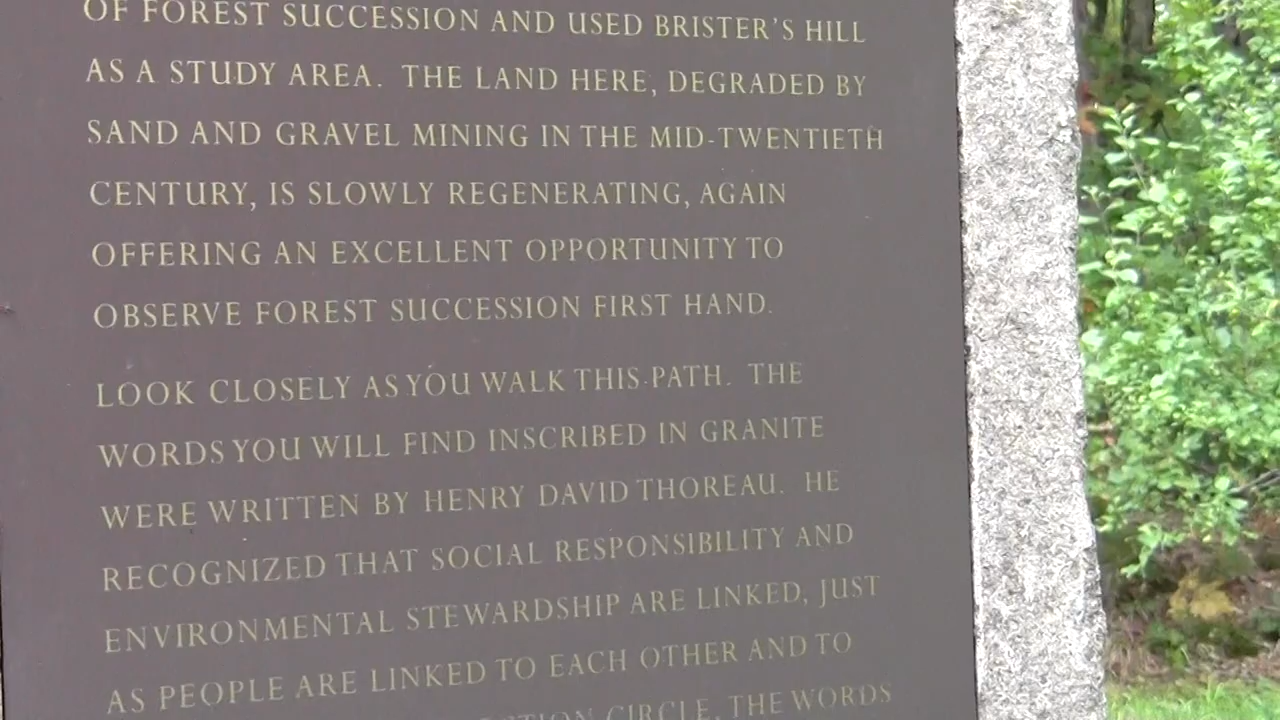 OF FOREST SUCCESSION AND USED BRISTER'S HILL
AS A STUDY AREA. THE LAND HERE, DEGRADED BY
SAND AND GRAVEL MINING IN THE MID-TWENTIETH
CENTURY, IS SLOWLY REGENERATING, AGAIN
OFFERING AN EXCELLENT OPPORTUNITY TO
OBSERVE FOREST SUCCESSION FIRST HAND.
LOOK CLOSELY AS YOU WALK THIS PATH. THE
WORDS YOU WILL FIND INSCRIBED IN GRANITE
WERE WRITTEN BY HENRY DAVID THOREAU. HE
RECOGNIZED THAT SOCIAL RESPONSIBILITY AND
ENVIRONMENTAL STEWARDSHIP ARE LINKED, JUST
AS PEOPLE ARE LINKED TO EACH OTHER AND TO
CIRCLE, THE WORDS